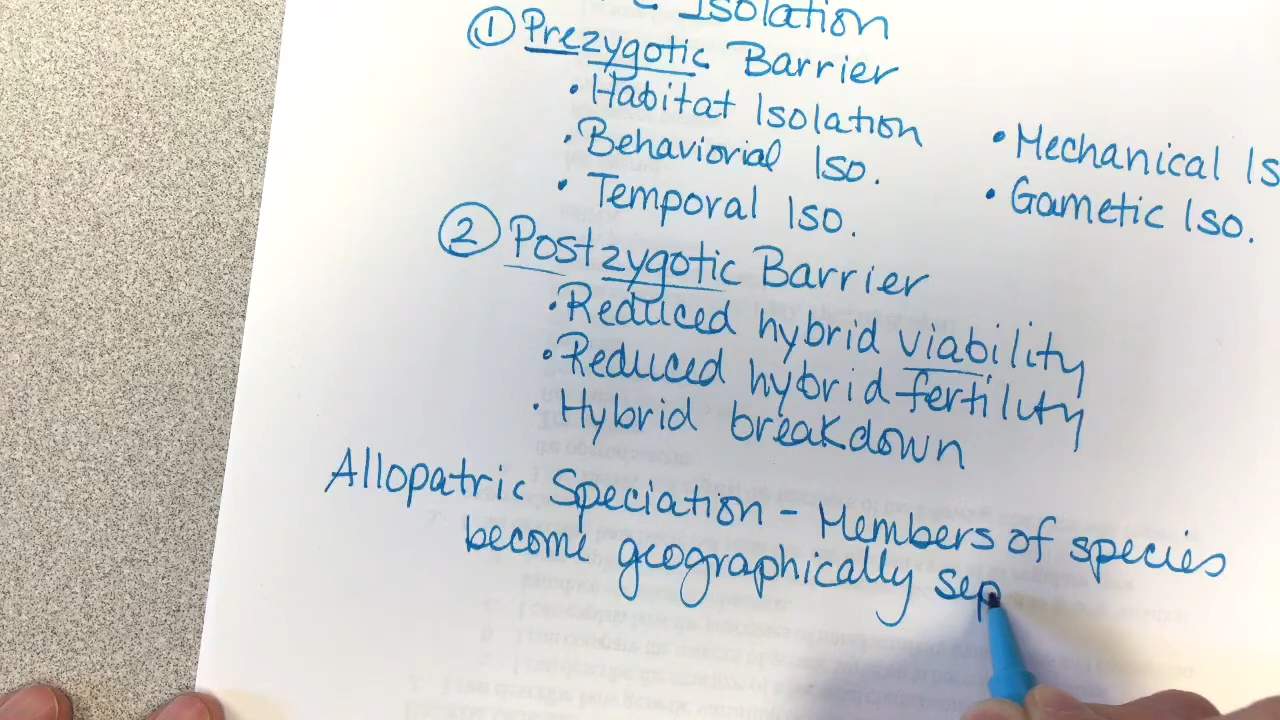 Isolation
① Prezygotic Barrier
• Habitat Isolation
• Behaviorial Iso.
• Temporal Iso.
• Mechanical Is
• Gametic Iso.
② Postzygotic Barrier
• Reduced hybrid viability
• Reduced hybrid fertility
• Hybrid breakdown
Allopatric Speciation - Members of species
become geographically sep